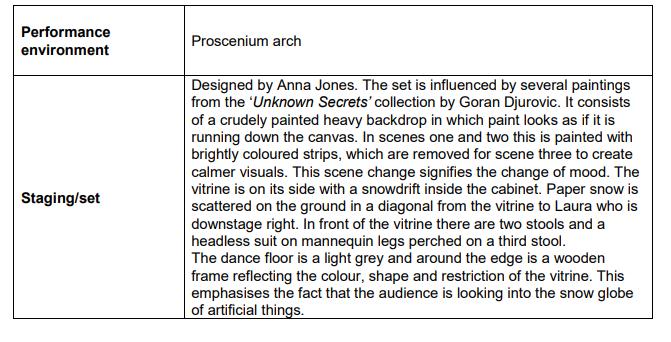 Performance
environment
Proscenium arch
Staging/set
Designed by Anna Jones. The set is influenced by several paintings
from the ‘Unknown Secrets’ collection by Goran Djurovic. It consists
of a crudely painted heavy backdrop in which paint looks as if it is
running down the canvas. In scenes one and two this is painted with
brightly coloured strips, which are removed for scene three to create
calmer visuals. This scene change signifies the change of mood. The
vitrine is on its side with a snowdrift inside the cabinet. Paper snow is
scattered on the ground in a diagonal from the vitrine to Laura who is
downstage right. In front of the vitrine there are two stools and a
headless suit on mannequin legs perched on a third stool.
The dance floor is a light grey and around the edge is a wooden
frame reflecting the colour, shape and restriction of the vitrine. This
emphasises the fact that the audience is looking into the snow globe
of artificial things.